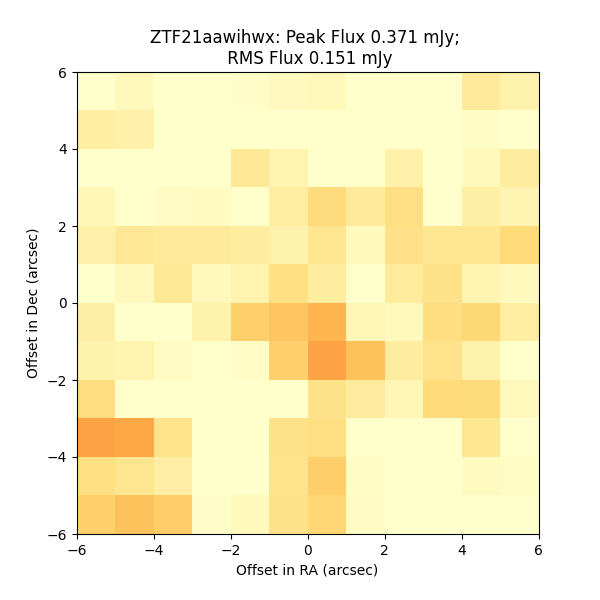 ZTF21aawihwx: Peak Flux 0.371 mJy;
RMS Flux 0.151 mJy
6
4
2
0
−2
−4
−6
Offset in Dec (arcsec)
−6 −4 −2 0 2 4 6
Offset in RA (arcsec)